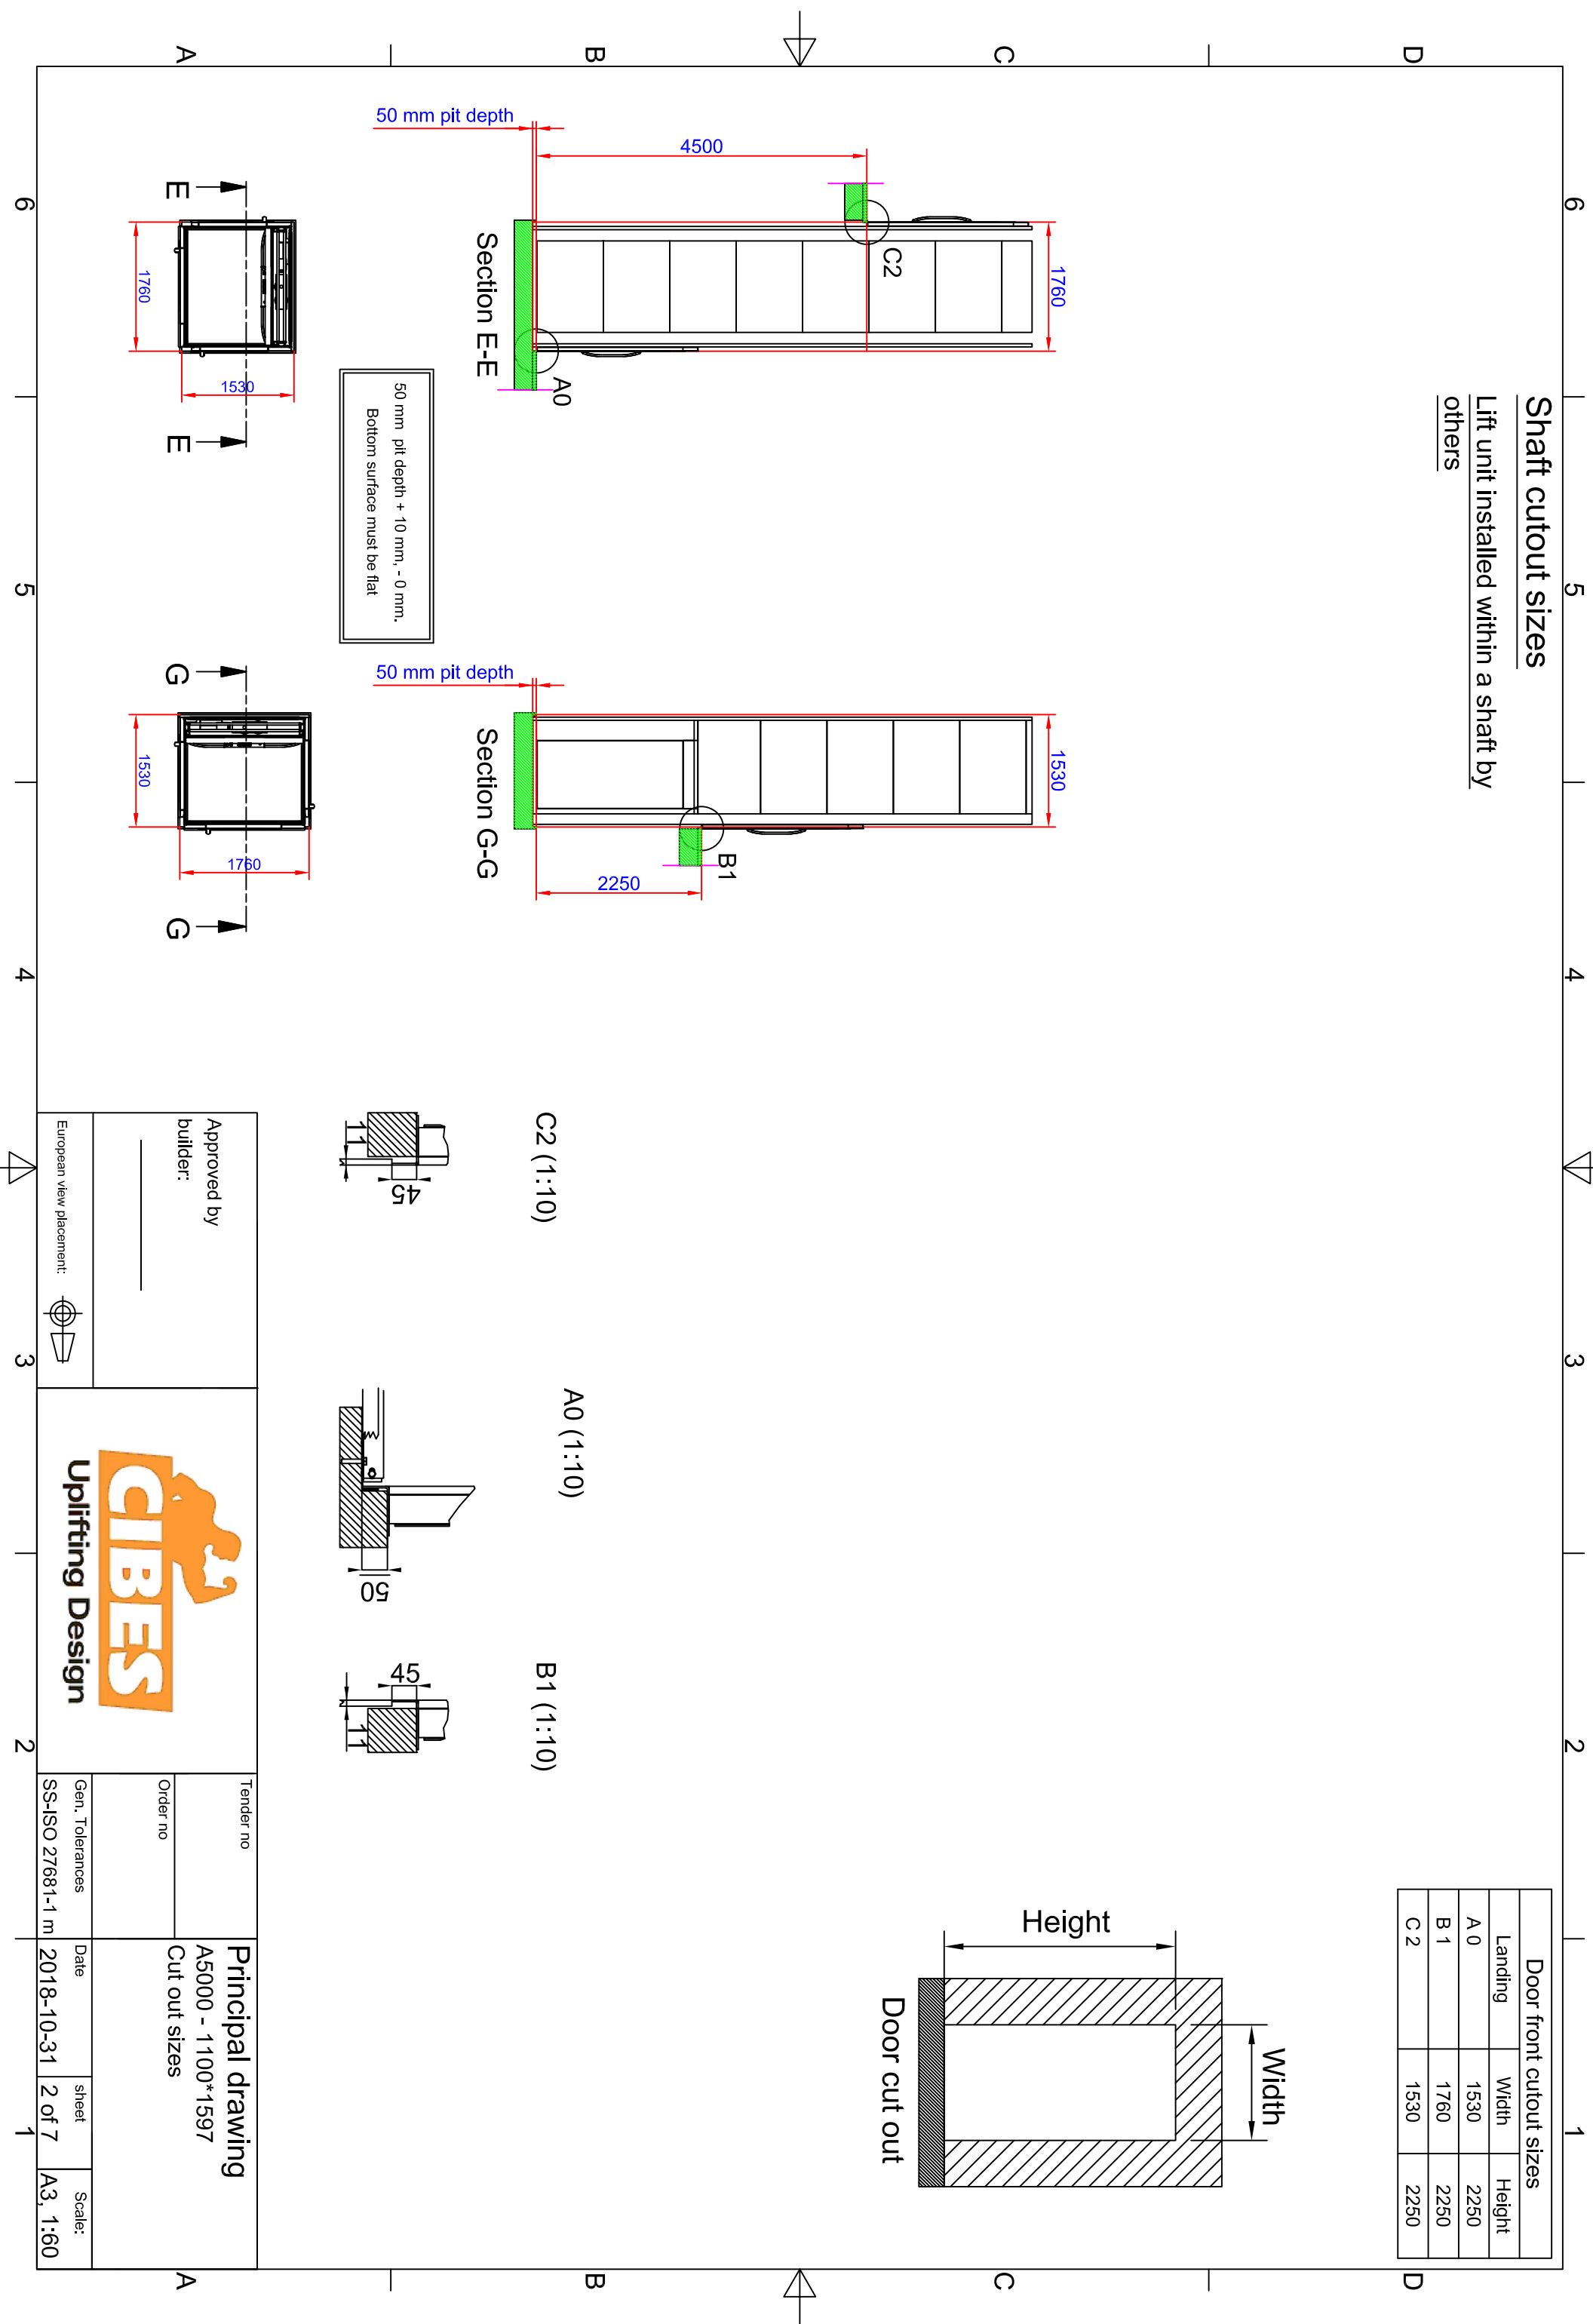 Shaft cutout sizes
Lift unit installed within a shaft by
others
Door front cutout sizes
Landing Width Height
A 0 1530 2250
B 1 1760 2250
C 2 1530 2250
6 5 4 3 2 1
D
C
B
A
1760
C2
4500
50 mm pit depth
A0
Section E-E
1530
B1
2250
50 mm pit depth
Section G-G
50 mm pit depth + 10 mm, - 0 mm.
Bottom surface must be flat
E E
1760
1530
G G
1530
1760
Width
Height
Door cut out
C2 (1:10)
45
11
A0 (1:10)
50
B1 (1:10)
45
11
Approved by
builder:
European view placement:
CIBES
Uplifting Design
Tender no
Order no
Gen. Tolerances
SS-ISO 27681-1 m
Principal drawing
A5000 - 1100*1597
Cut out sizes
Date
2018-10-31
sheet
2 of 7
Scale:
A3, 1:60
D
C
B
A
6 5 4 3 2 1